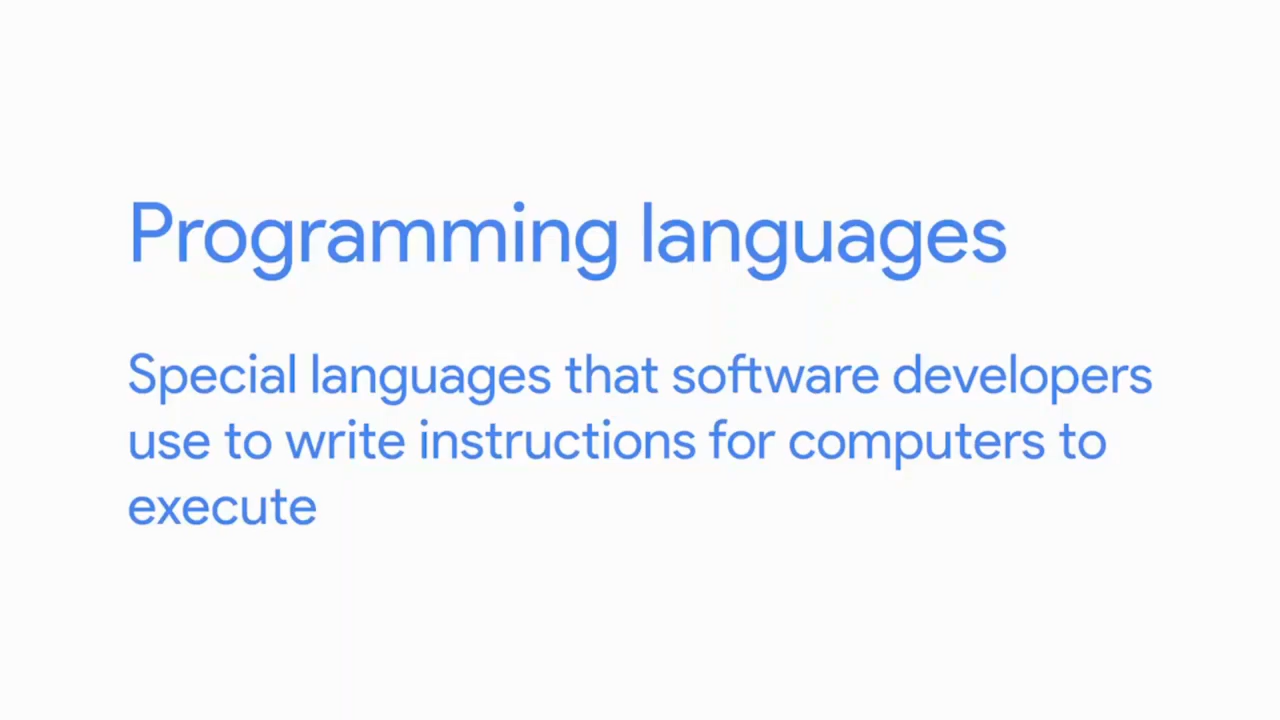 Programming languages
Special languages that software developers
use to write instructions for computers to
execute